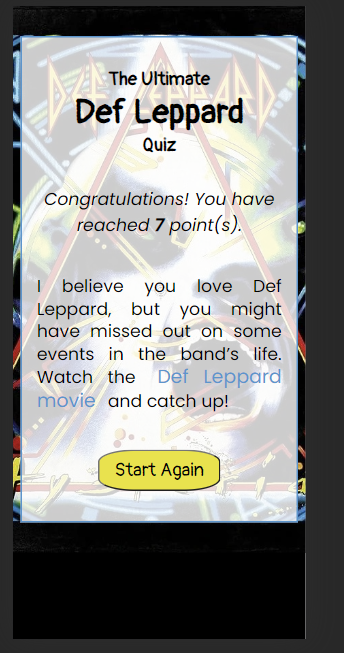 DEF LEPPARD
The Ultimate
Def Leppard
Quiz
Congratulations! You have
reached 7 point(s).
I believe you love Def
Leppard, but you might
have missed out on some
events in the band's life.
Watch the Def Leppard
movie and catch up!
Start Again